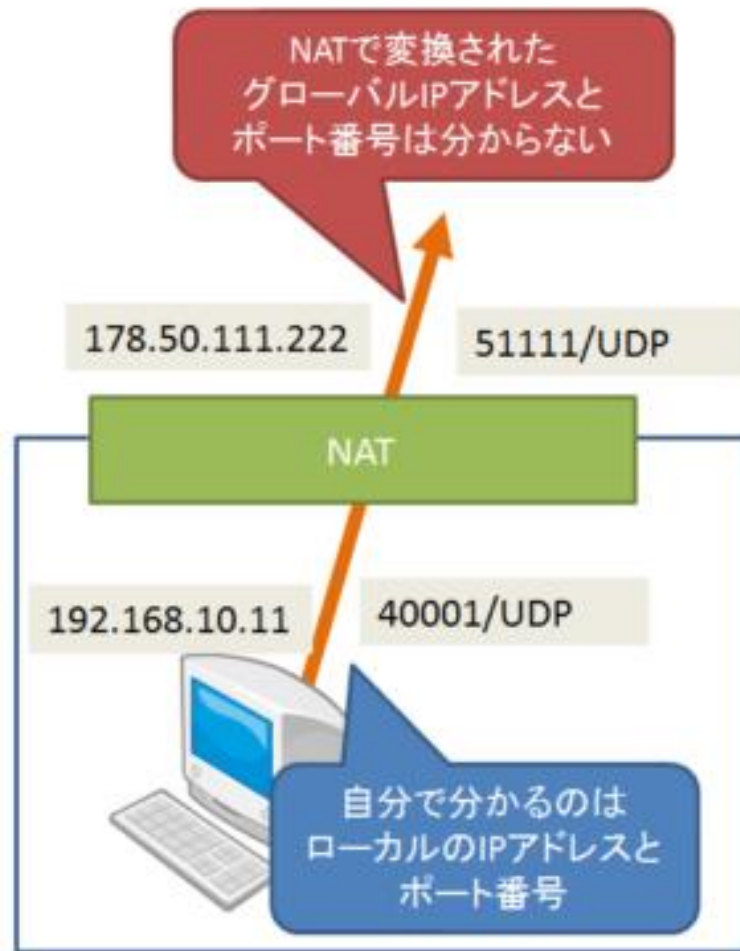 NATで変換された
グローバルIPアドレスと
ポート番号は分からない
178.50.111.222
51111/UDP
NAT
192.168.10.11
40001/UDP
自分で分かるのは
ローカルのIPアドレスと
ポート番号